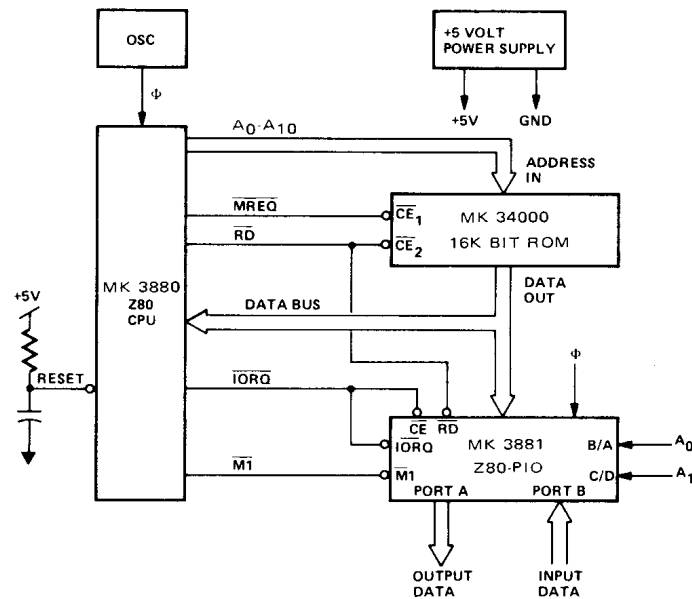 OSC
+5 VOLT
POWER SUPPLY
Φ
+5V
GND
A0-A10
ADDRESS
IN
MREQ
CE1
MK 34000
RD
CE2
16K BIT ROM
MK 3880
Z80
CPU
DATA BUS
DATA
OUT
+5V
Φ
RESET
IORQ
CE
RD
MK 3881
B/A
A0
IORQ
Z80-PIO
M1
M1
C/D
A1
PORT A
PORT B
OUTPUT
DATA
INPUT
DATA